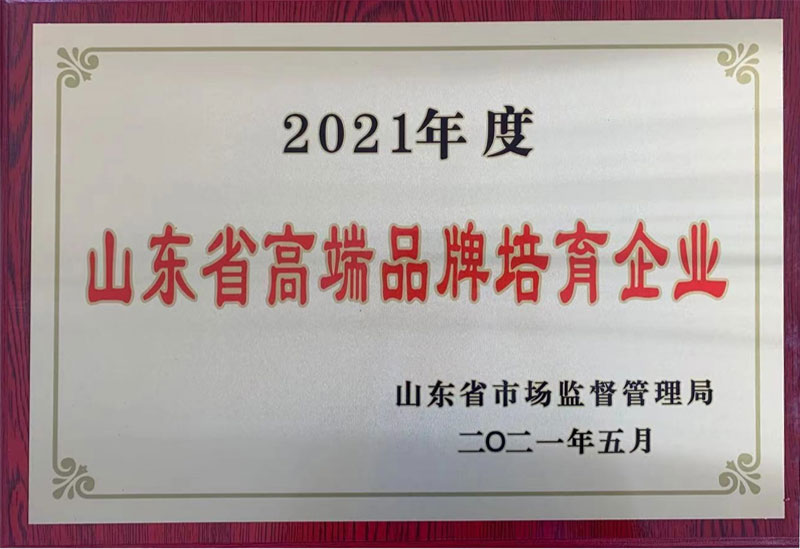 2021年度
山东省高端品牌培育企业
山东省市场监督管理局
二〇二一年五月